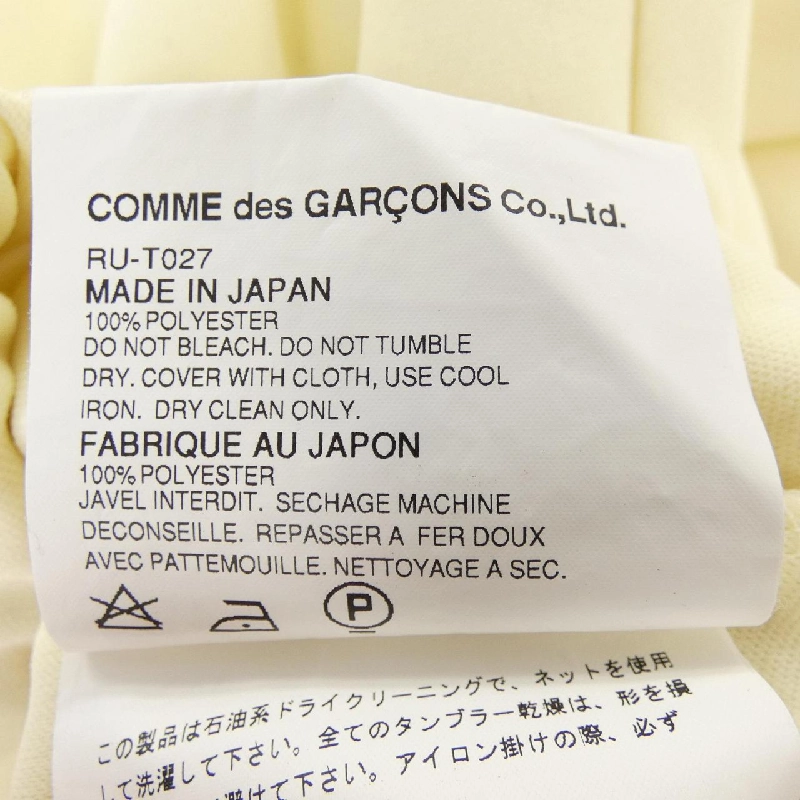 COMME des GARÇONS Co.,Ltd.
RU-T027
MADE IN JAPAN
100% POLYESTER
DO NOT BLEACH. DO NOT TUMBLE
DRY. COVER WITH CLOTH, USE COOL
IRON. DRY CLEAN ONLY.
FABRIQUE AU JAPON
100% POLYESTER
JAVEL INTERDIT. SECHAGE MACHINE
DECONSEILLE. REPASSER A FER DOUX
AVEC PATTEMOUILLE. NETTOYAGE A SEC.
P
この製品は石油系ドライクリーニングで、ネットを使用
して洗濯して下さい。全てのタンブラー乾燥は、形を損
避けて下さい。アイロン掛けの際、必ず